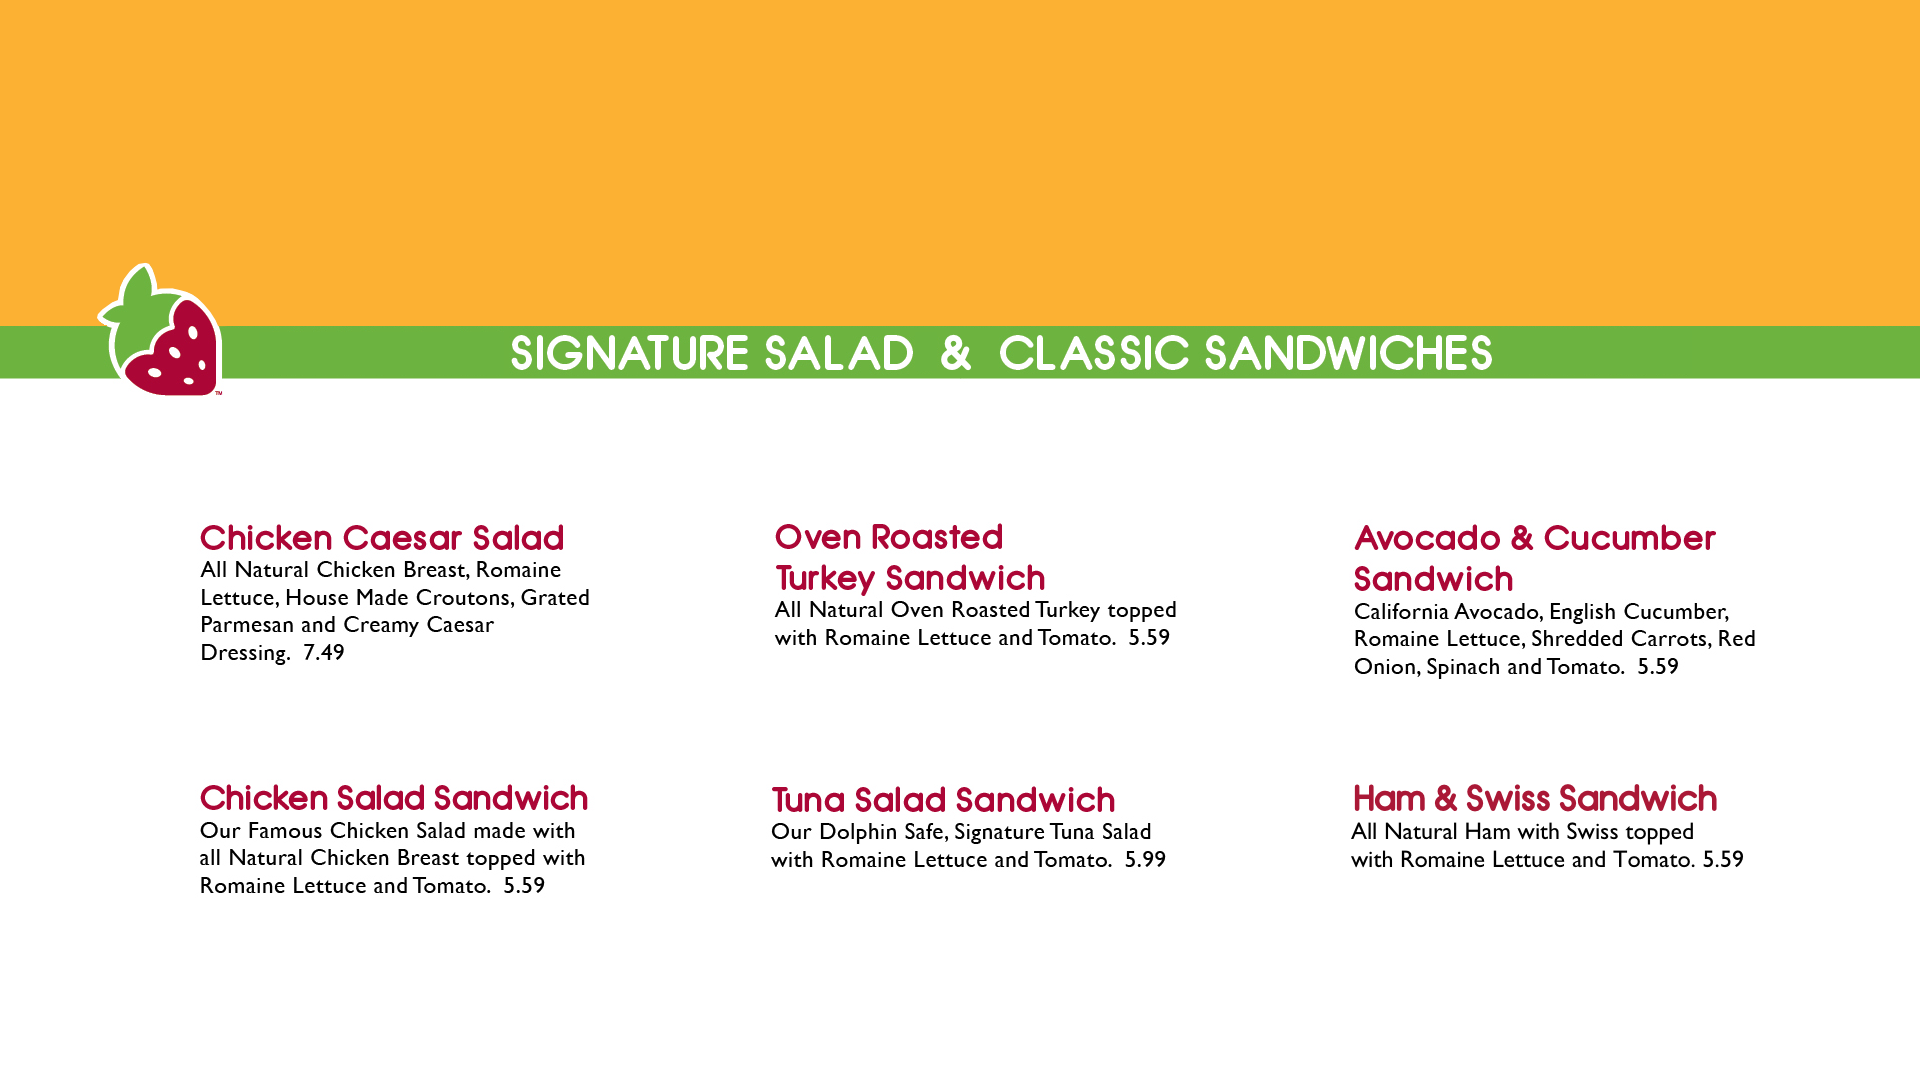 SIGNATURE SALAD & CLASSIC SANDWICHES
TM
Chicken Caesar Salad
All Natural Chicken Breast, Romaine
Lettuce, House Made Croutons, Grated
Parmesan and Creamy Caesar
Dressing. 7.49
Oven Roasted
Turkey Sandwich
All Natural Oven Roasted Turkey topped
with Romaine Lettuce and Tomato. 5.59
Avocado & Cucumber
Sandwich
California Avocado, English Cucumber,
Romaine Lettuce, Shredded Carrots, Red
Onion, Spinach and Tomato. 5.59
Chicken Salad Sandwich
Our Famous Chicken Salad made with
all Natural Chicken Breast topped with
Romaine Lettuce and Tomato. 5.59
Tuna Salad Sandwich
Our Dolphin Safe, Signature Tuna Salad
with Romaine Lettuce and Tomato. 5.99
Ham & Swiss Sandwich
All Natural Ham with Swiss topped
with Romaine Lettuce and Tomato. 5.59